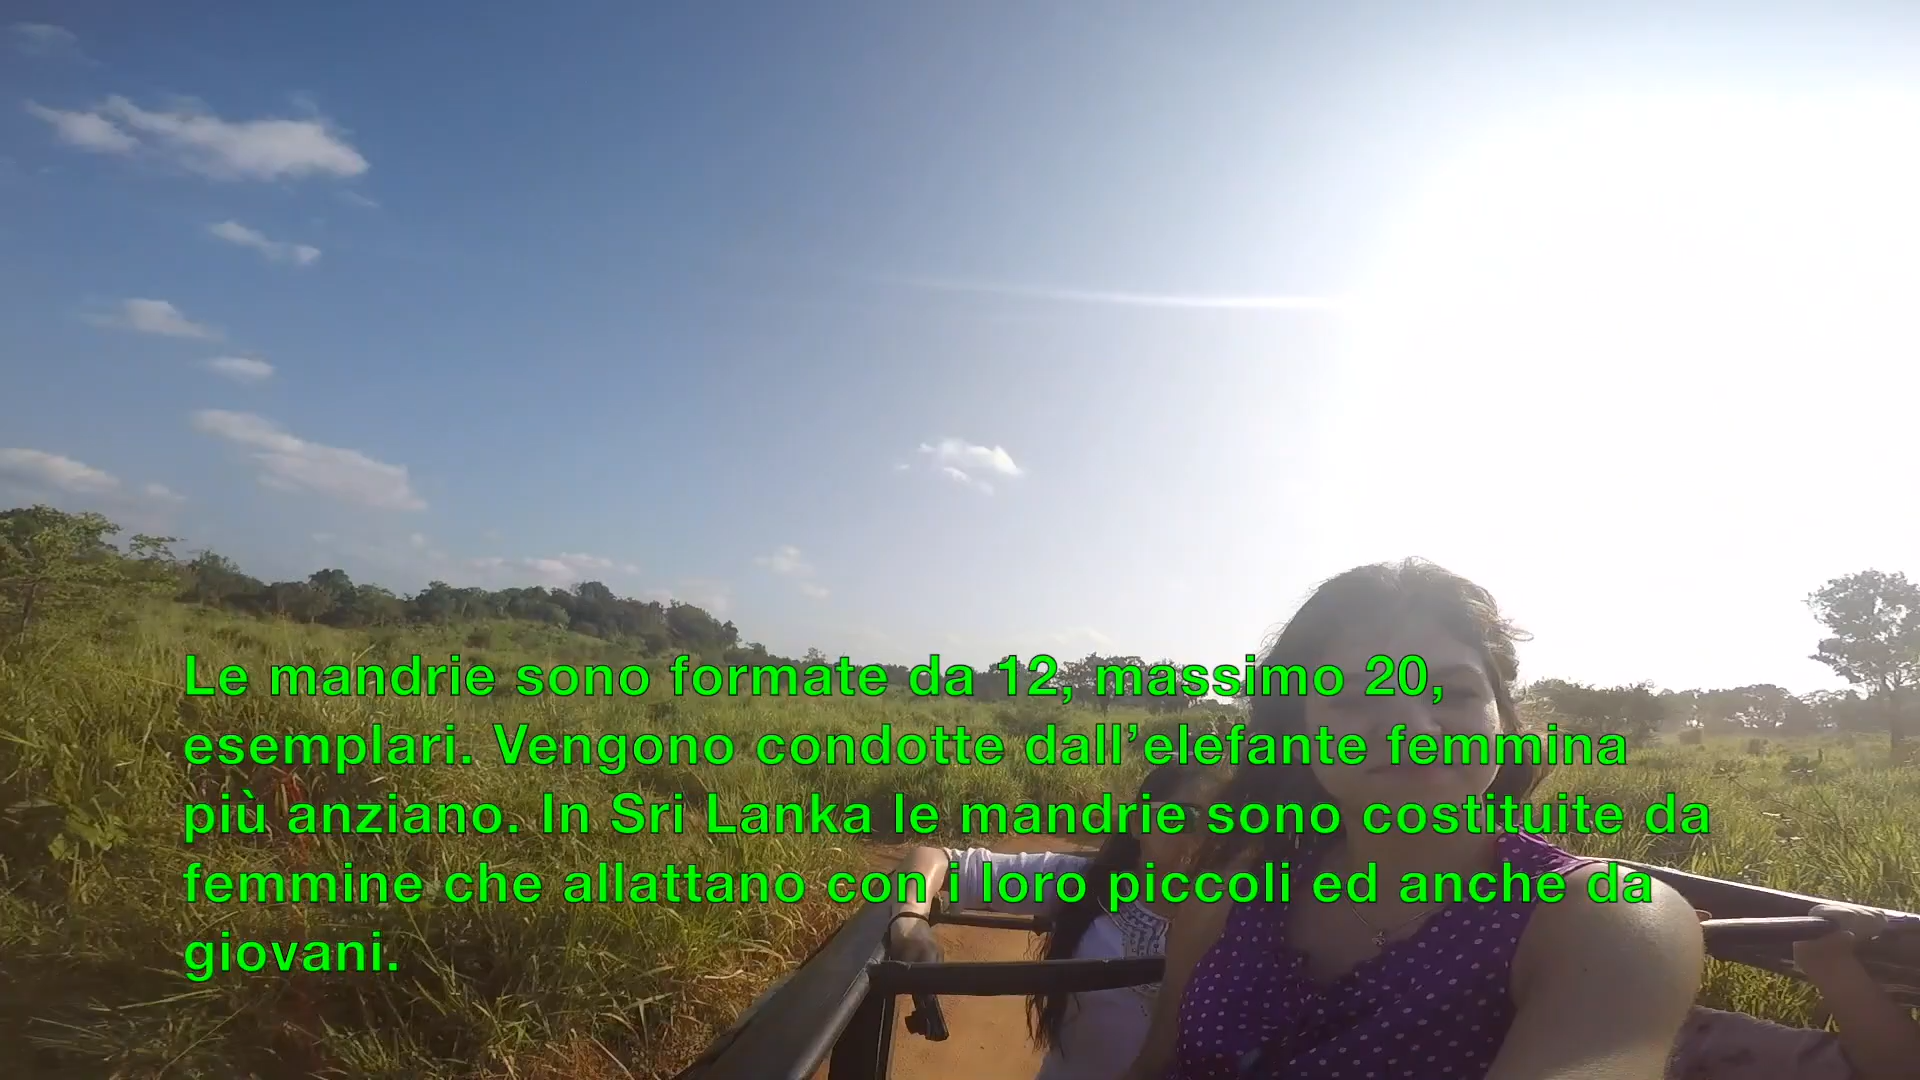 Le mandrie sono formate da 12, massimo 20,
esemplari. Vengono condotte dall’elefante femmina
più anziano. In Sri Lanka le mandrie sono costituite da
femmine che allattano con i loro piccoli ed anche da
giovani.